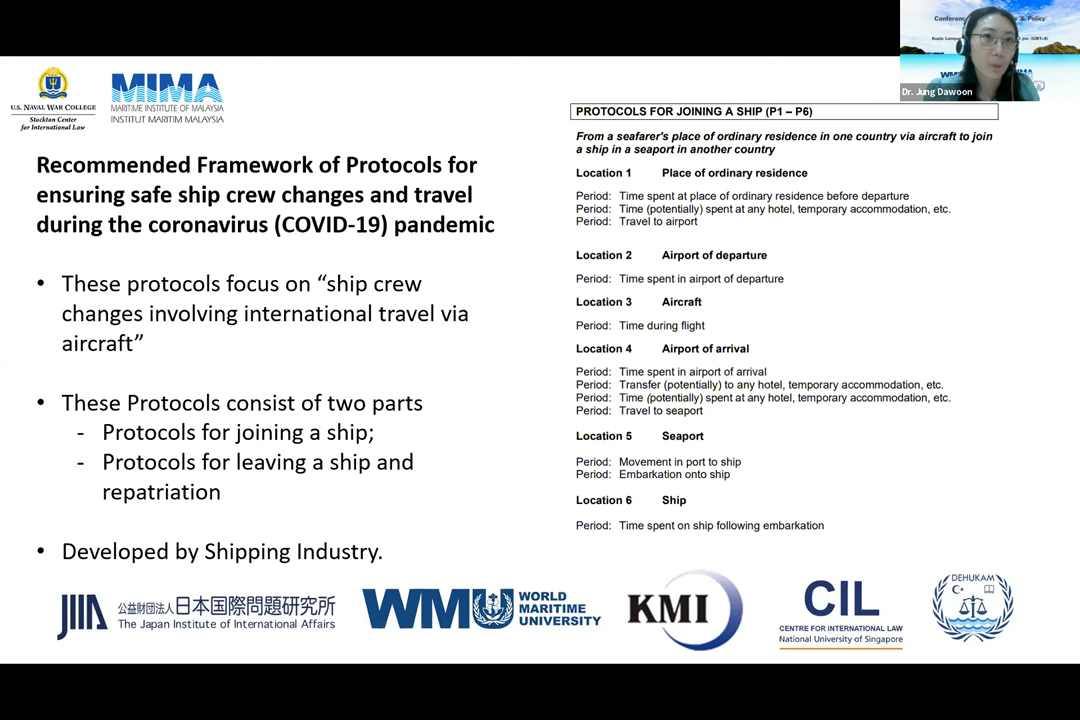 Conference
& Policy
Kuala Lumpur
WM
Dr. Jung Dawoon
U.S. NAVAL WAR COLLEGE
Stockton Center
for International Law
MIMA
MARITIME INSTITUTE OF MALAYSIA
INSTITUT MARITIM MALAYSIA
Recommended Framework of Protocols for
ensuring safe ship crew changes and travel
during the coronavirus (COVID-19) pandemic
• These protocols focus on “ship crew
changes involving international travel via
aircraft”
• These Protocols consist of two parts
- Protocols for joining a ship;
- Protocols for leaving a ship and
repatriation
• Developed by Shipping Industry.
PROTOCOLS FOR JOINING A SHIP (P1 – P6)
From a seafarer's place of ordinary residence in one country via aircraft to join
a ship in a seaport in another country
Location 1 Place of ordinary residence
Period: Time spent at place of ordinary residence before departure
Period: Time (potentially) spent at any hotel, temporary accommodation, etc.
Period: Travel to airport
Location 2 Airport of departure
Period: Time spent in airport of departure
Location 3 Aircraft
Period: Time during flight
Location 4 Airport of arrival
Period: Time spent in airport of arrival
Period: Transfer (potentially) to any hotel, temporary accommodation, etc.
Period: Time (potentially) spent at any hotel, temporary accommodation, etc.
Period: Travel to seaport
Location 5 Seaport
Period: Movement in port to ship
Period: Embarkation onto ship
Location 6 Ship
Period: Time spent on ship following embarkation
JIIA
公益財団法人日本国際問題研究所
The Japan Institute of International Affairs
WMU
WORLD
MARITIME
UNIVERSITY
KMI
CIL
CENTRE FOR INTERNATIONAL LAW
National University of Singapore
DEHUKAM